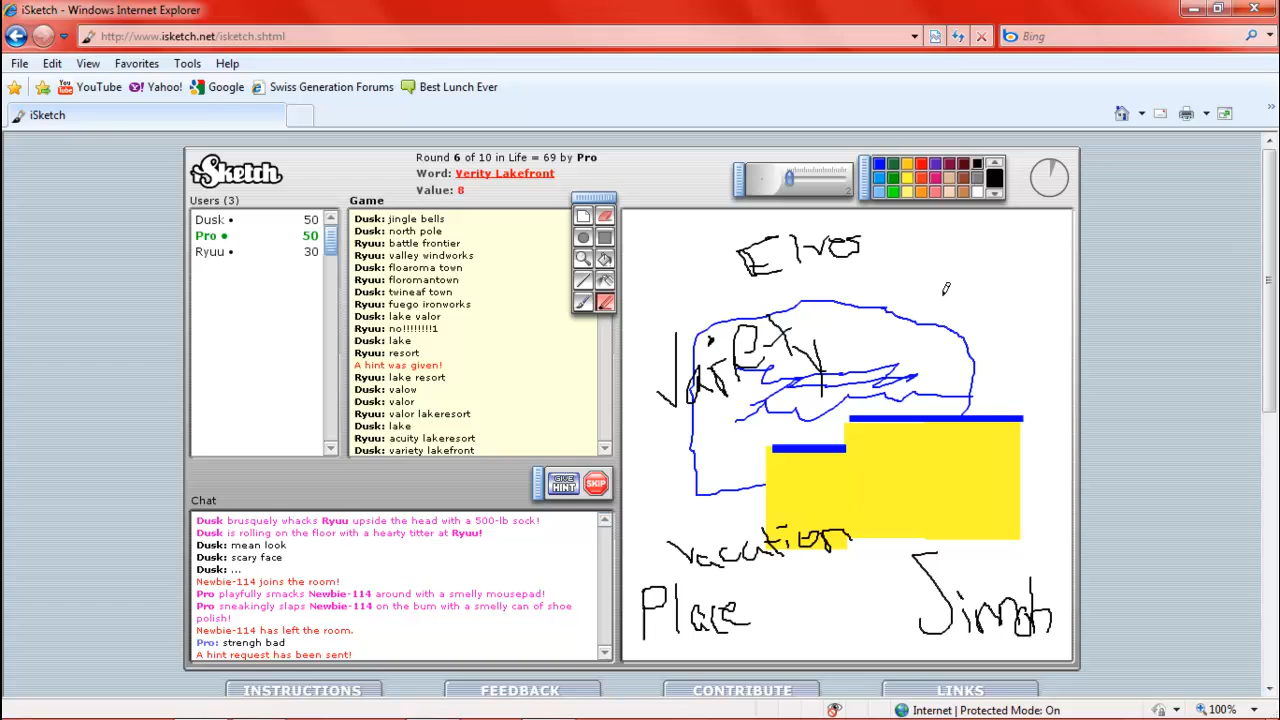 iSketch - Windows Internet Explorer
http://www.isketch.net/isketch.shtml
Bing
File Edit View Favorites Tools Help
YouTube Yahoo! Google Swiss Generation Forums Best Lunch Ever
iSketch
iSketch
Round 6 of 10 in Life = 69 by Pro
Word: Verity Lakefront
Value: 8
2
Users (3)
Dusk • 50
Pro • 50
Ryuu • 30
Game
Dusk: jingle bells
Dusk: north pole
Ryuu: battle frontier
Ryuu: valley windworks
Dusk: floaroma town
Ryuu: floromantown
Dusk: twineaf town
Ryuu: fuego ironworks
Dusk: lake valor
Ryuu: no!!!!!!!!1
Dusk: lake
Ryuu: resort
A hint was given!
Ryuu: lake resort
Dusk: valow
Dusk: valor
Ryuu: valor lakeresort
Dusk: lake
Ryuu: acuity lakeresort
Dusk: variety lakefront
GIVE HINT
SKIP
Chat
Dusk brusquely whacks Ryuu upside the head with a 500-lb sock!
Dusk is rolling on the floor with a hearty titter at Ryuu!
Dusk: mean look
Dusk: scary face
Dusk: ...
Newbie-114 joins the room!
Pro playfully smacks Newbie-114 around with a smelly mousepad!
Pro sneakingly slaps Newbie-114 on the bum with a smelly can of shoe
polish!
Newbie-114 has left the room.
Pro: strengh bad
A hint request has been sent!
Elves
Variety
vacation
Place
Sinnoh
INSTRUCTIONS FEEDBACK CONTRIBUTE LINKS
Internet | Protected Mode: On
100%